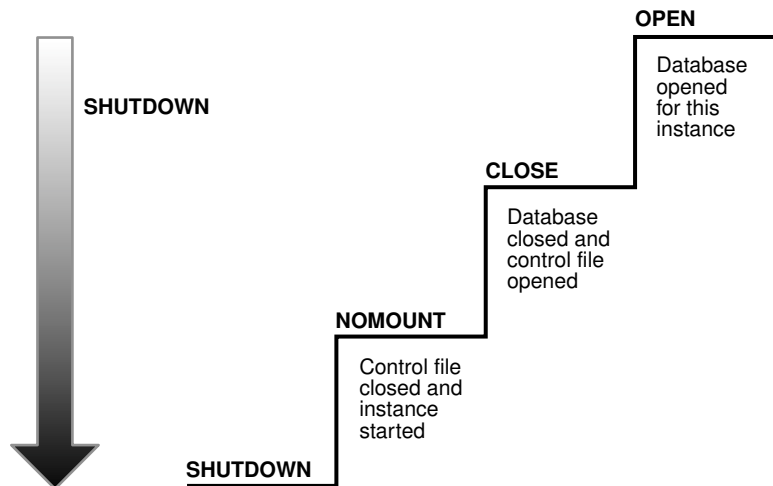 OPEN
Database
opened
for this
instance
SHUTDOWN
CLOSE
Database
closed and
control file
opened
NOMOUNT
Control file
closed and
instance
started
SHUTDOWN